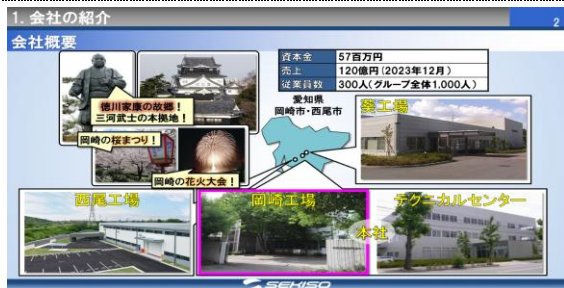 1. 会社の紹介
2
会社概要
資本金 57百万円
売上 120億円(2023年12月)
従業員数 300人(グループ全体1,000人)
徳川家康の故郷！
三河武士の本拠地！
愛知県
岡崎市・西尾市
葵工場
岡崎の桜まつり！
岡崎の花火大会！
西尾工場
岡崎工場
テクニカルセンター
本社
SEKISO